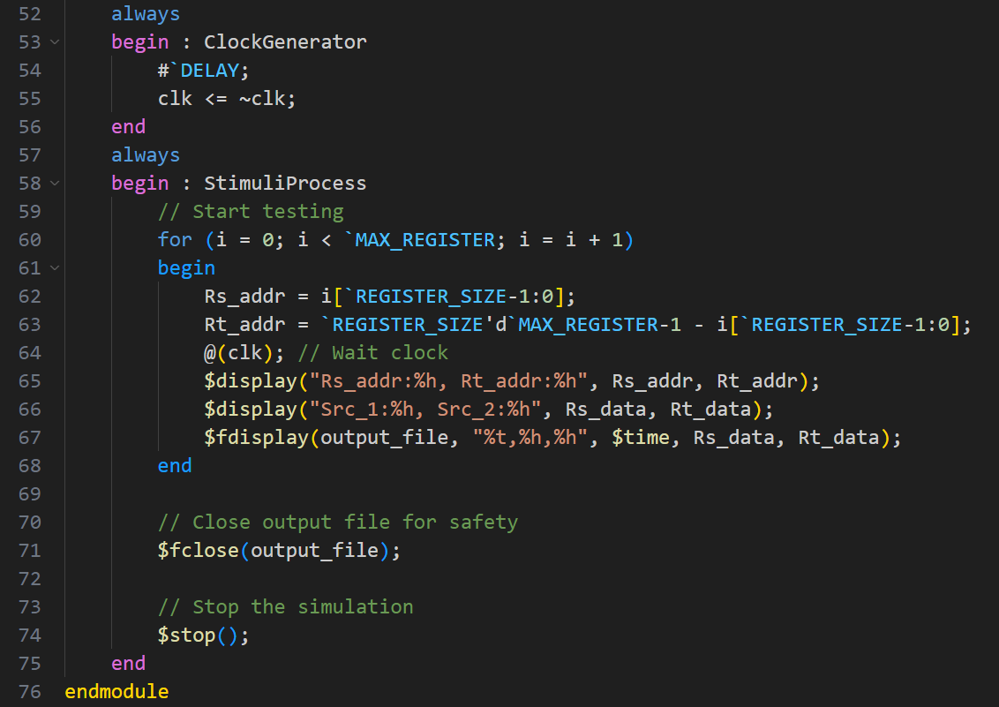 52 always
53 begin : ClockGenerator
54 #`DELAY;
55 clk <= ~clk;
56 end
57 always
58 begin : StimuliProcess
59 // Start testing
60 for (i = 0; i < `MAX_REGISTER; i = i + 1)
61 begin
62 Rs_addr = i[`REGISTER_SIZE-1:0];
63 Rt_addr = `REGISTER_SIZE'd`MAX_REGISTER-1 - i[`REGISTER_SIZE-1:0];
64 @(clk); // Wait clock
65 $display("Rs_addr:%h, Rt_addr:%h", Rs_addr, Rt_addr);
66 $display("Src_1:%h, Src_2:%h", Rs_data, Rt_data);
67 $fdisplay(output_file, "%t,%h,%h", $time, Rs_data, Rt_data);
68 end
69
70 // Close output file for safety
71 $fclose(output_file);
72
73 // Stop the simulation
74 $stop();
75 end
76 endmodule